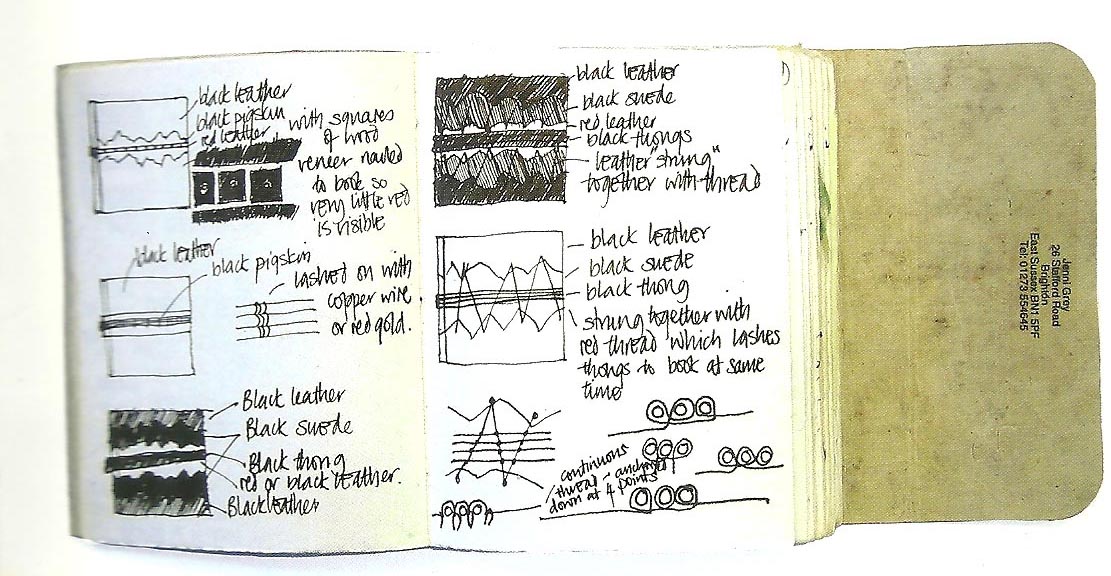 black leather
black pigskin
red leather
with squares
of wood
veneer nailed
to book so
very little red
is visible
black leather
black pigskin
lashed on with
copper wire
or red gold.
Black leather
Black suede
Black thong
red or black leather.
Black leather
black leather
black suede
red leather
black thongs
leather "strung"
together with thread
black leather
black suede
black thong
strung together with
red thread which lashes
thongs to book at same
time
continuous
thread - anchored
down at 4 points
Jenni Grey
26 Stafford Road
Brighton
East Sussex BN1 5PF
Tel: 01273 554645